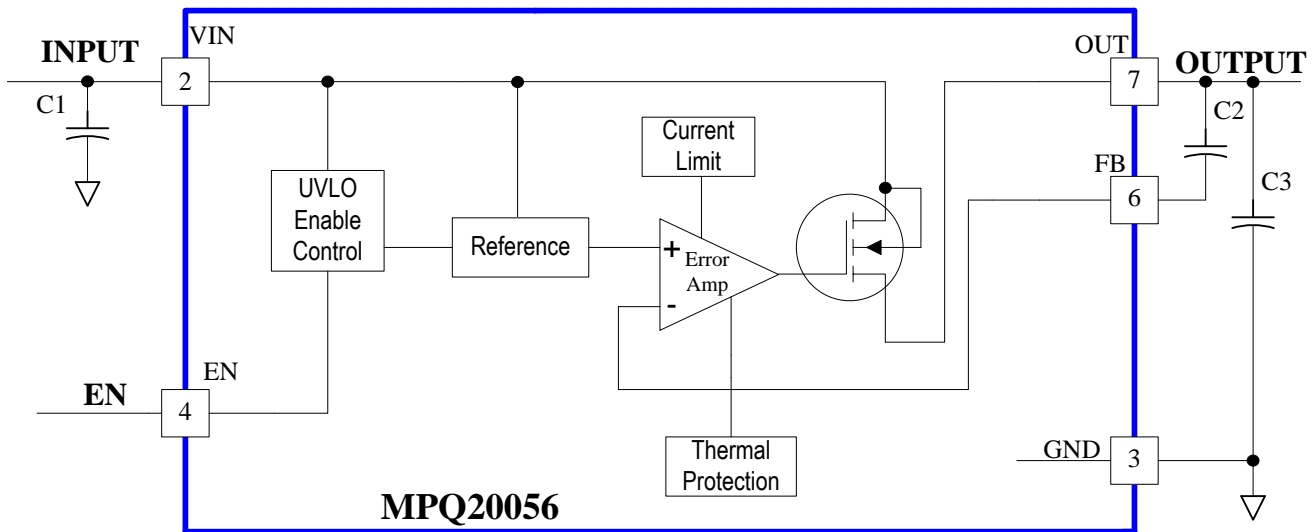 VIN
INPUT
2
C1
OUT
7
OUTPUT
C2
Current
Limit
FB
6
C3
UVLO
Enable
Control
Reference
+
Error
Amp
-
EN
EN
4
Thermal
Protection
GND
3
MPQ20056